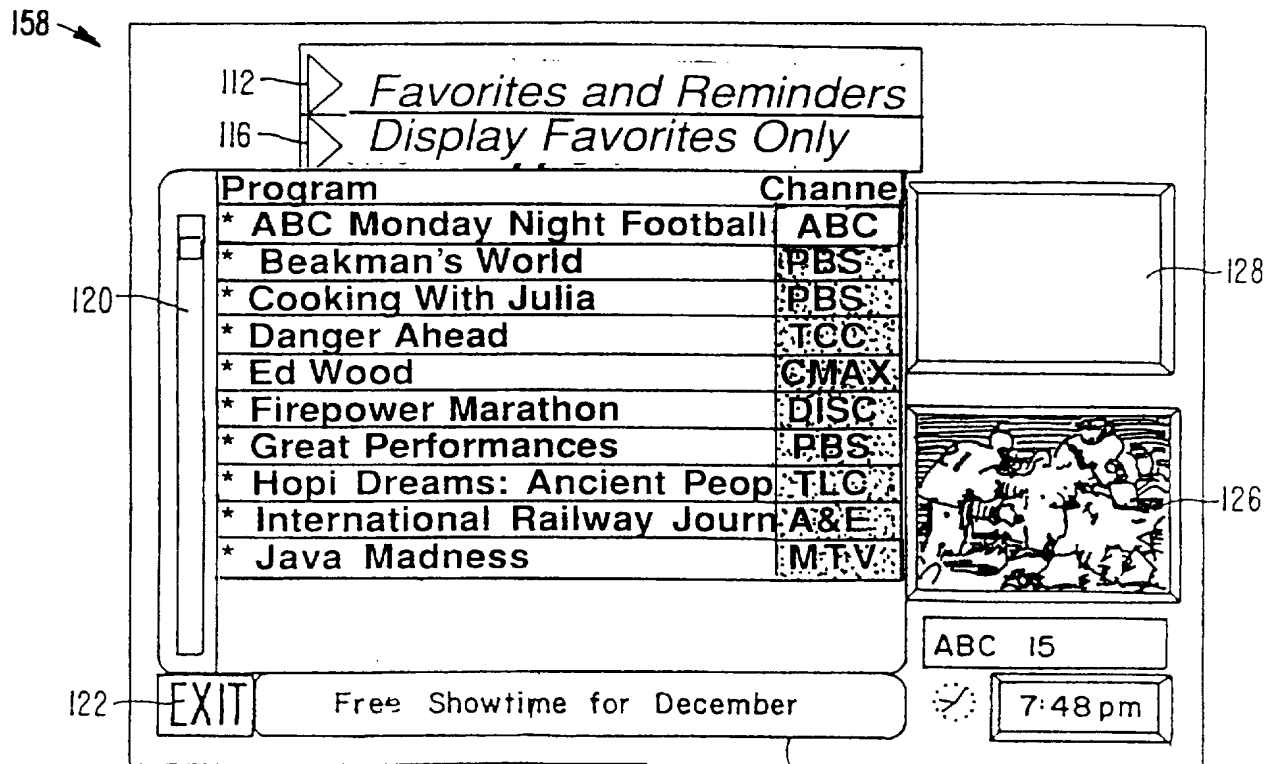 158
112 Favorites and Reminders
116 Display Favorites Only
Program Channe
* ABC Monday Night Football ABC
* Beakman's World PBS
* Cooking With Julia PBS
* Danger Ahead TCC
* Ed Wood CMAX
* Firepower Marathon DISC
* Great Performances PBS
* Hopi Dreams: Ancient Peop TLC
* International Railway Journ A&E
* Java Madness MTV
120
128
126
ABC 15
122 EXIT Free Showtime for December
7:48 pm